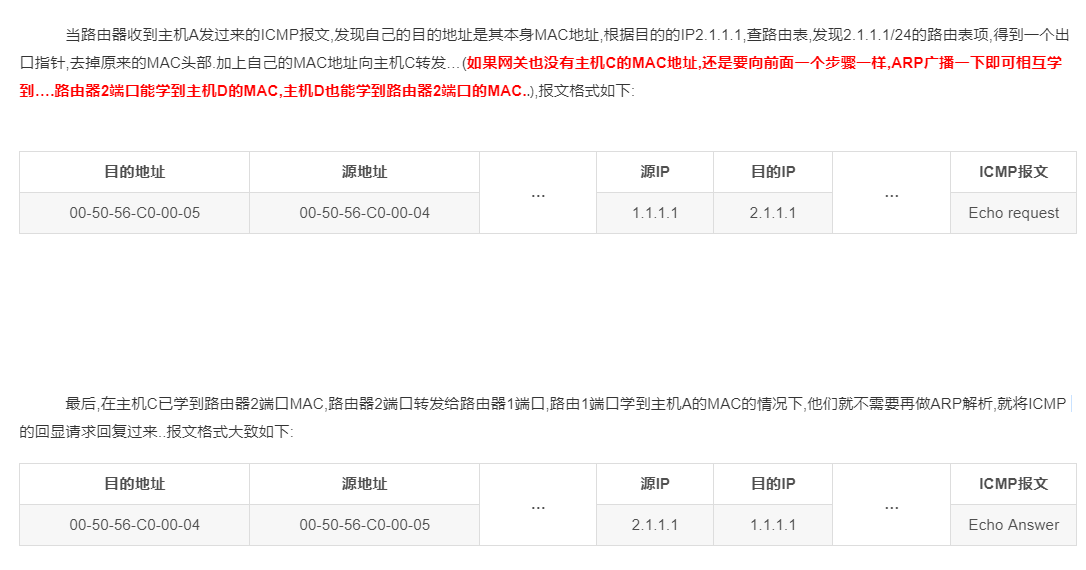 当路由器收到主机A发过来的ICMP报文,发现自己的目的地址是其本身MAC地址,根据目的的IP2.1.1.1,查路由表,发现2.1.1.1/24的路由表项,得到一个出
口指针,去掉原来的MAC头部.加上自己的MAC地址向主机C转发…(如果网关也没有主机C的MAC地址,还是要向前面一个步骤一样,ARP广播一下即可相互学
到….路由器2端口能学到主机D的MAC,主机D也能学到路由器2端口的MAC..),报文格式如下:
目的地址 源地址 … 源IP 目的IP … ICMP报文
00-50-56-C0-00-05 00-50-56-C0-00-04 1.1.1.1 2.1.1.1 Echo request
最后,在主机C已学到路由器2端口MAC,路由器2端口转发给路由器1端口,路由1端口学到主机A的MAC的情况下,他们就不需要再做ARP解析,就将ICMP
的回显请求回复过来..报文格式大致如下:
目的地址 源地址 … 源IP 目的IP … ICMP报文
00-50-56-C0-00-04 00-50-56-C0-00-05 2.1.1.1 1.1.1.1 Echo Answer